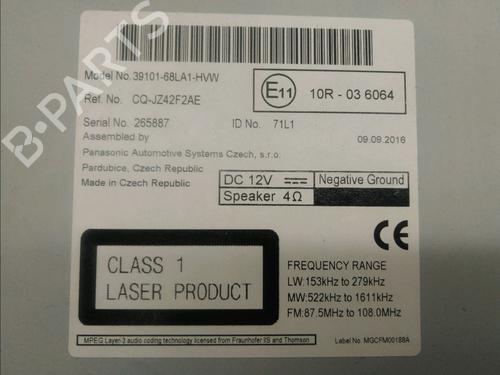 B-PARTS
Model No. 39101-68LA1-HVW
Ref. No. CQ-JZ42F2AE
E11 10R - 03 6064
Serial No. 265887 ID No. 71L1
Assembled by 09.09.2016
Panasonic Automotive Systems Czech, s.r.o.
Pardubice, Czech Republic
Made in Czech Republic
DC 12V Negative Ground
Speaker 4Ω
CE
CLASS 1
LASER PRODUCT
FREQUENCY RANGE
LW: 153kHz to 279kHz
MW: 522kHz to 1611kHz
FM: 87.5MHz to 108.0MHz
MPEG Layer-3 audio coding technology licensed from Fraunhofer IIS and Thomson
Label No. MGCFM00188A